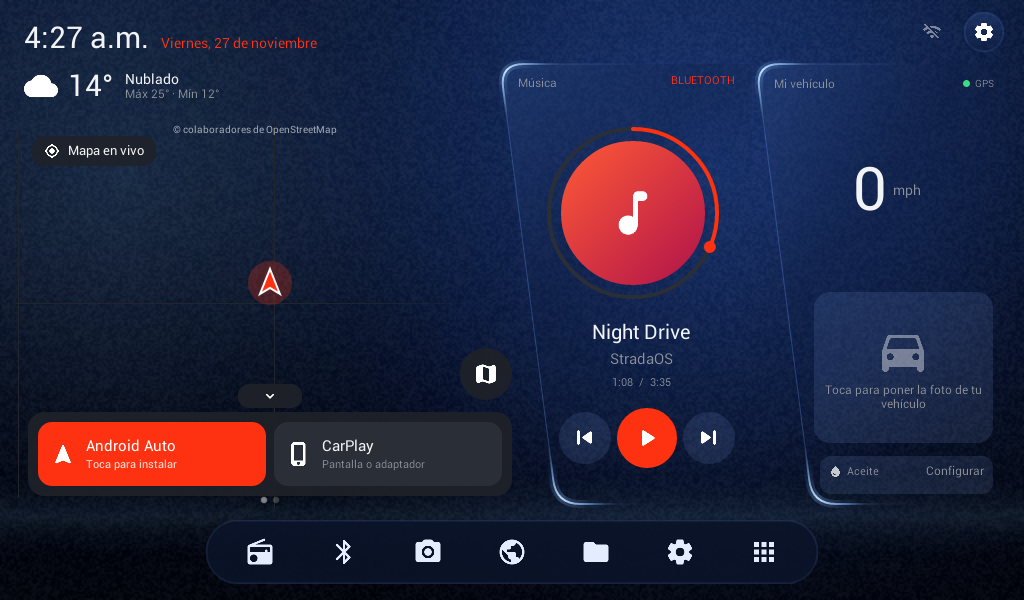 4:27 a.m. Viernes, 27 de noviembre
14° Nublado
Máx 25° · Mín 12°
© colaboradores de OpenStreetMap
Mapa en vivo
Android Auto
Toca para instalar
CarPlay
Pantalla o adaptador
Música BLUETOOTH
Night Drive
StradaOS
1:08 / 3:35
Mi vehículo GPS
0 mph
Toca para poner la foto de tu
vehículo
Aceite Configurar